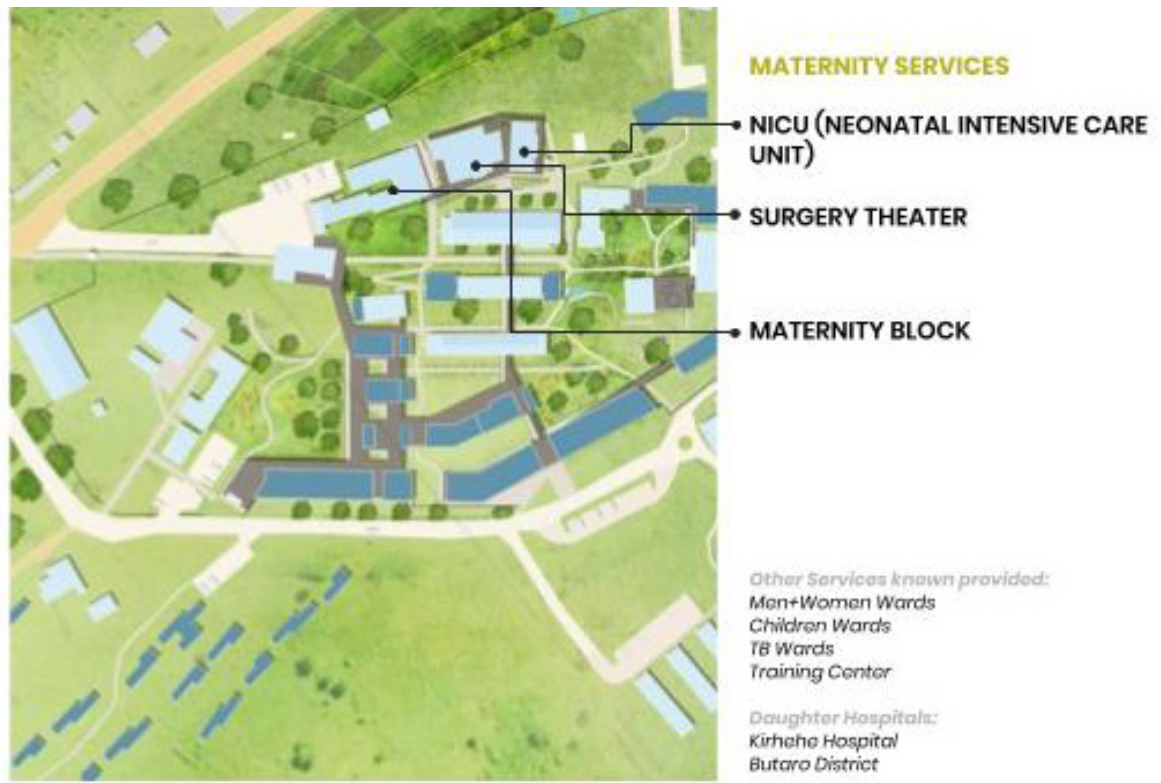 MATERNITY SERVICES
NICU (NEONATAL INTENSIVE CARE
UNIT)
SURGERY THEATER
MATERNITY BLOCK
Other Services known provided:
Men+Women Wards
Children Wards
TB Wards
Training Center
Daughter Hospitals:
Kirhehe Hospital
Butaro District